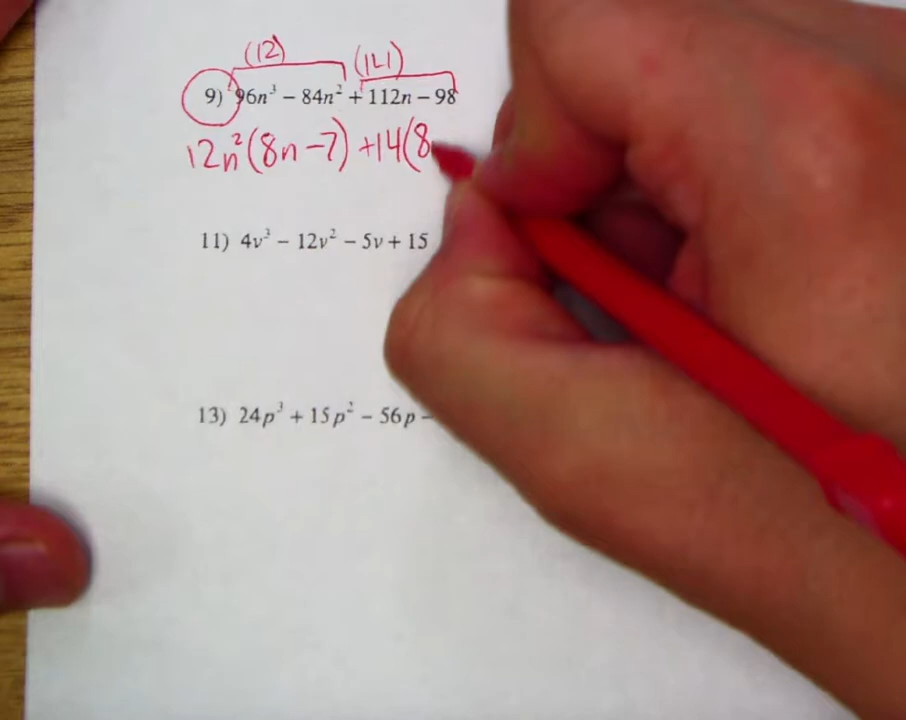 (12) (14)
9) 96n³ − 84n² + 112n − 98
12n²(8n −7) +14(8
11) 4v³ − 12v² − 5v + 15
13) 24p³ + 15p² − 56p −